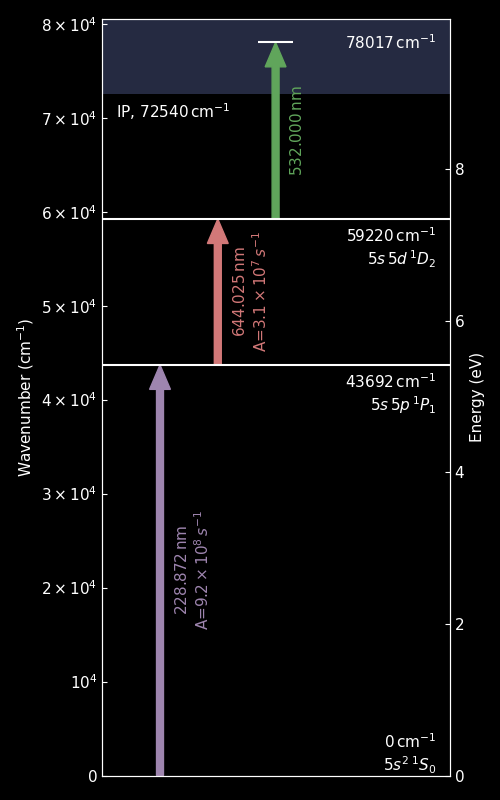 8 × 10⁴
7 × 10⁴
6 × 10⁴
5 × 10⁴
4 × 10⁴
3 × 10⁴
2 × 10⁴
10⁴
0
Wavenumber (cm⁻¹)
78017 cm⁻¹
IP, 72540 cm⁻¹
532.000 nm
59220 cm⁻¹
5s 5d ¹D₂
644.025 nm
A=3.1 × 10⁷ s⁻¹
43692 cm⁻¹
5s 5p ¹P₁
228.872 nm
A=9.2 × 10⁸ s⁻¹
0 cm⁻¹
5s² ¹S₀
8
6
4
2
0
Energy (eV)